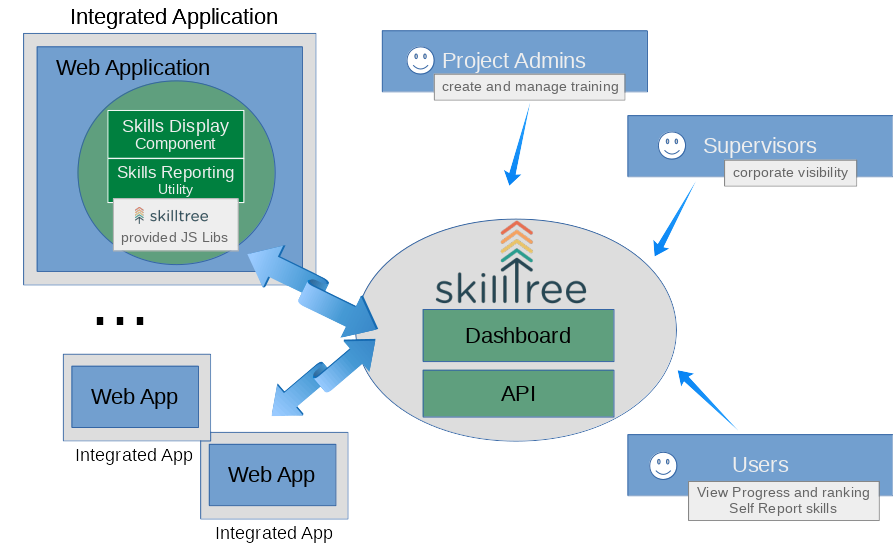 Integrated Application
Web Application
Skills Display
Component
Skills Reporting
Utility
skilltree
provided JS Libs
...
Web App
Integrated App
Web App
Integrated App
Project Admins
create and manage training
Supervisors
corporate visibility
skilltree
Dashboard
API
Users
View Progress and ranking
Self Report skills